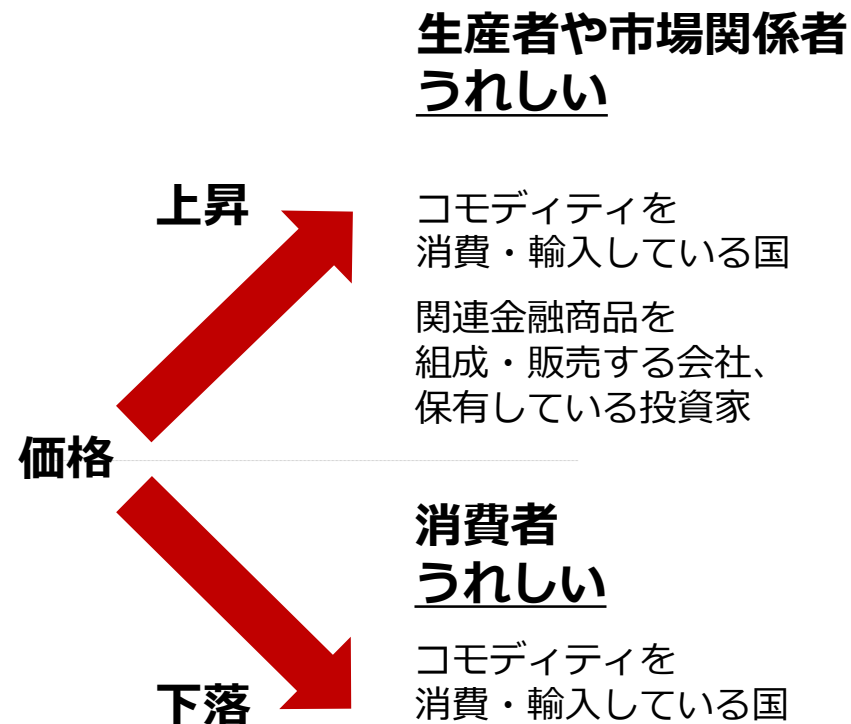 生産者や市場関係者
うれしい
上昇
コモディティを
消費・輸入している国
関連金融商品を
組成・販売する会社、
保有している投資家
価格
消費者
うれしい
下落
コモディティを
消費・輸入している国